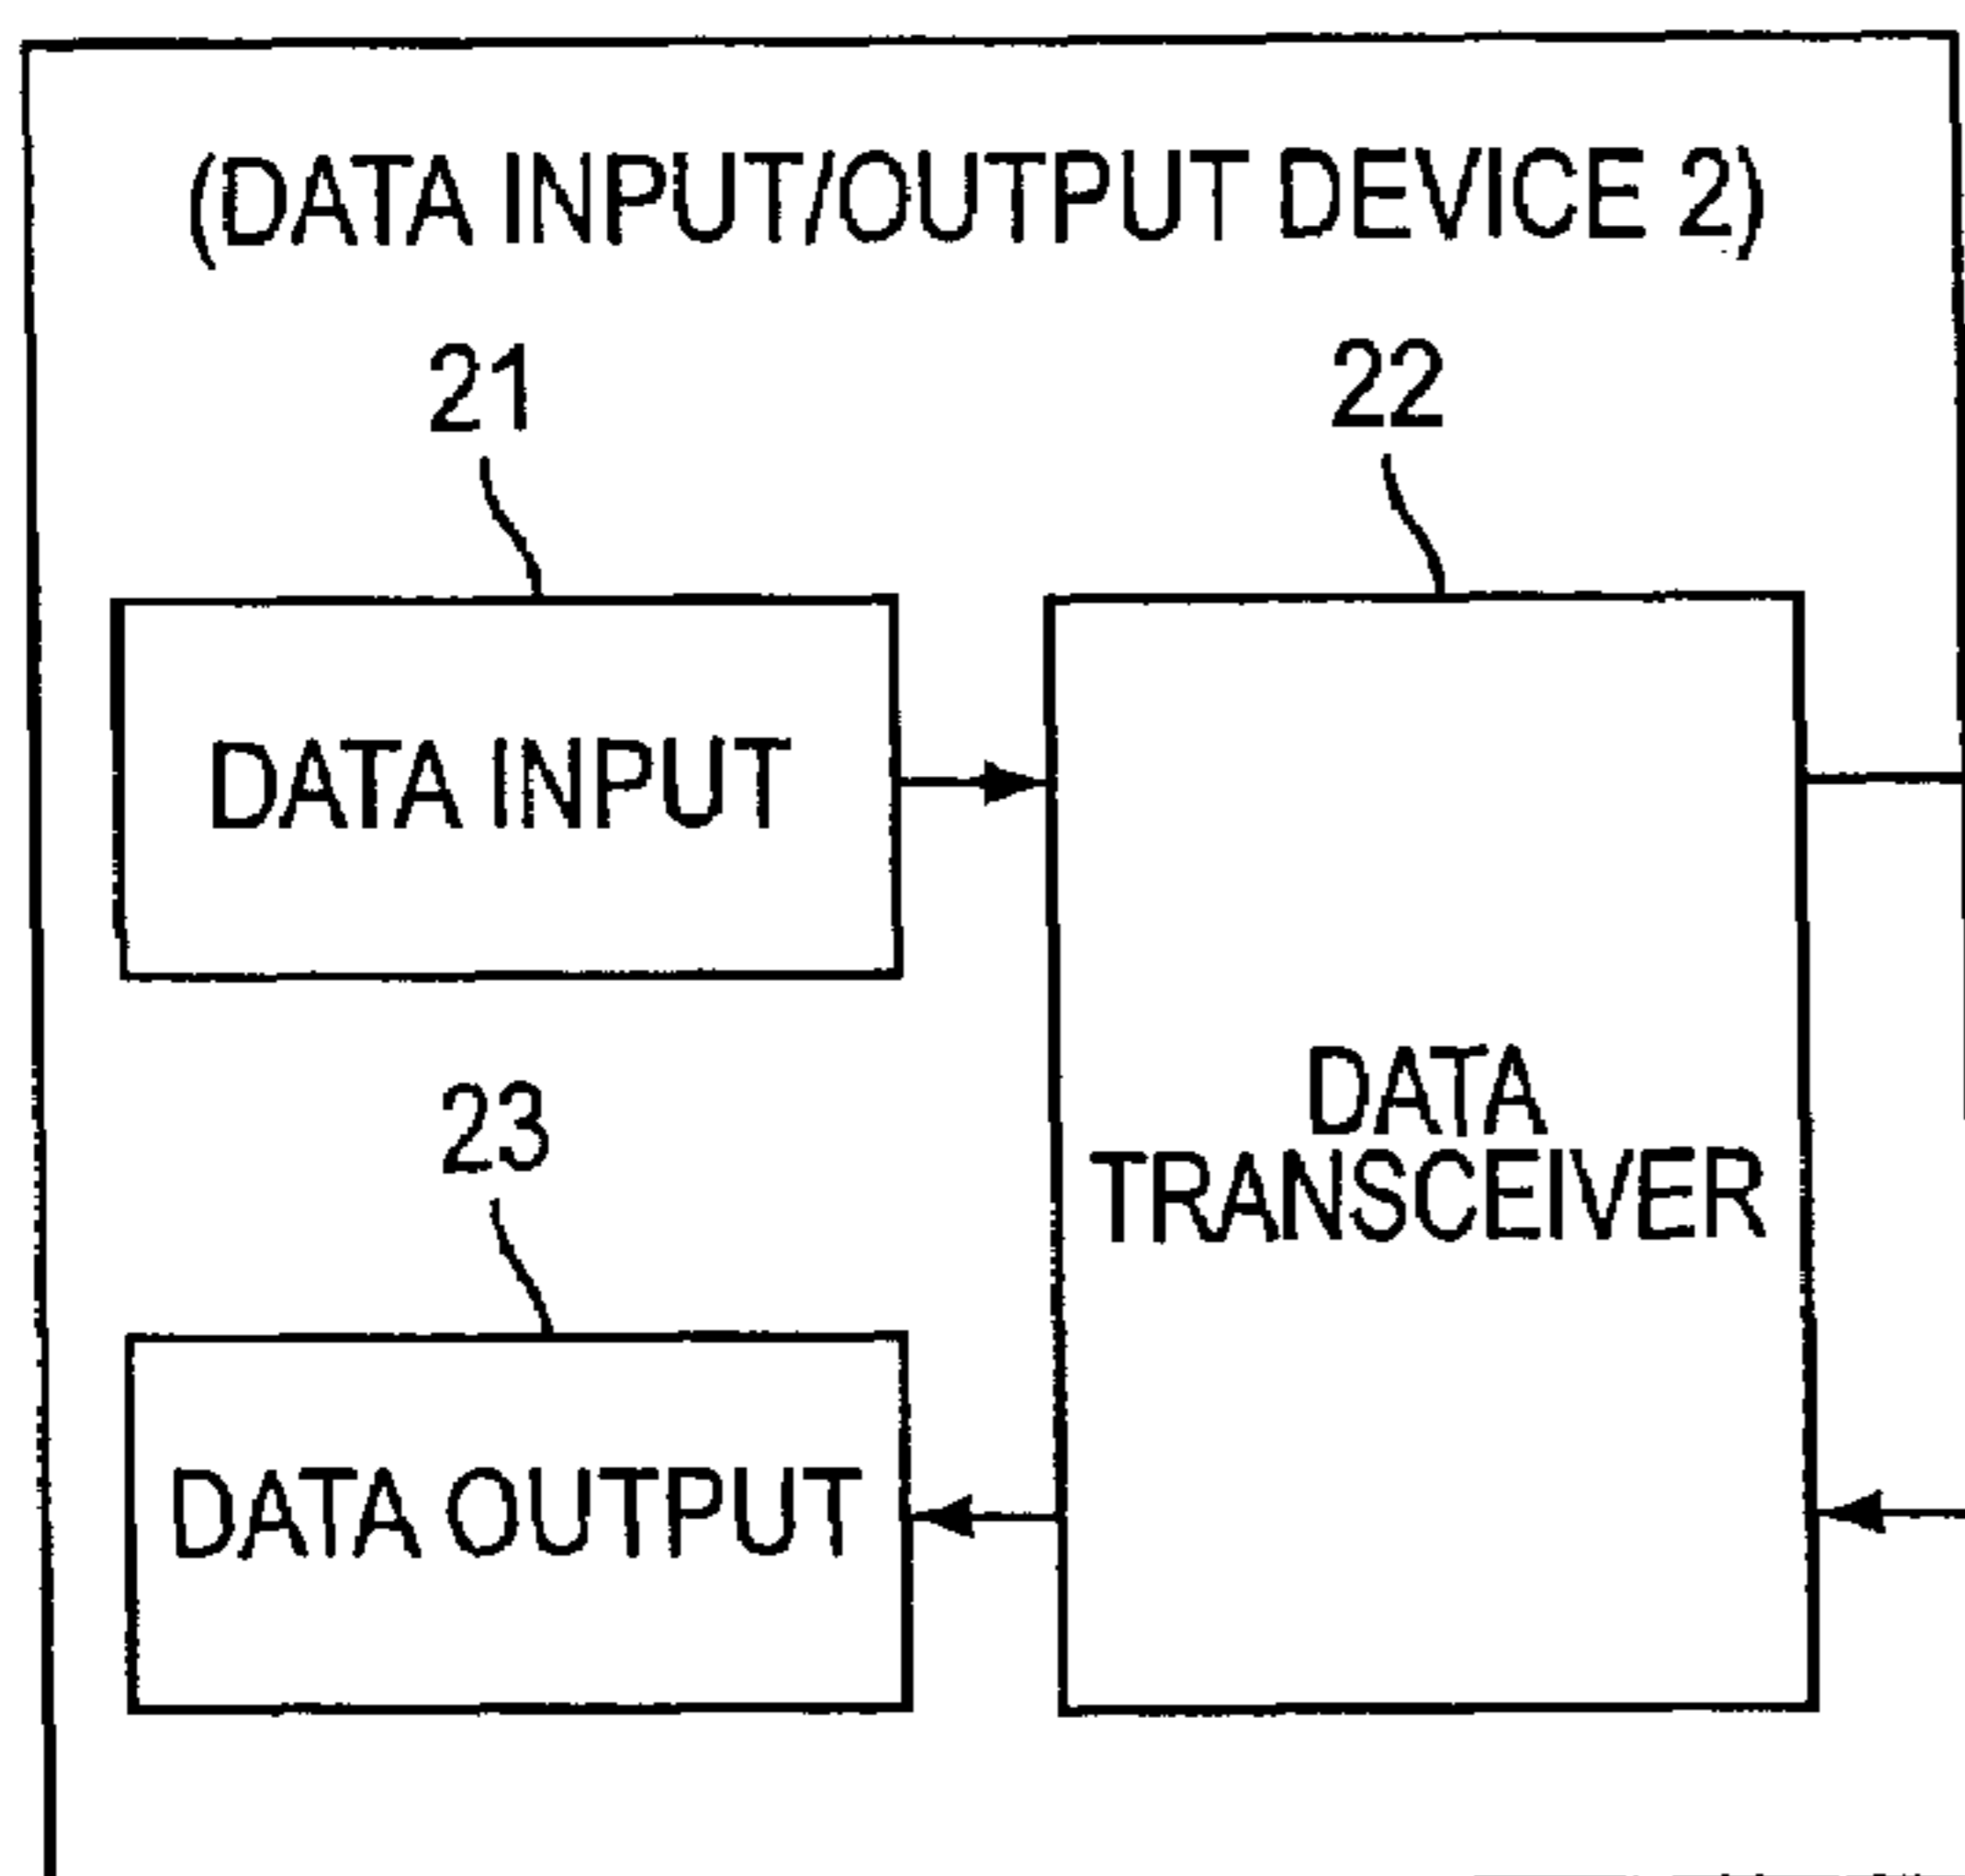 (DATA INPUT/OUTPUT DEVICE 2)
21
22
DATA INPUT
DATA
TRANSCEIVER
23
DATA OUTPUT